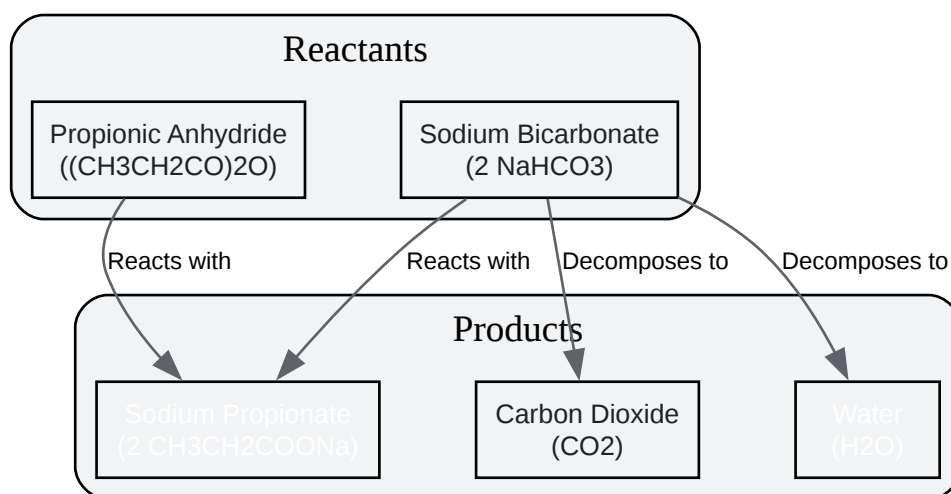 Reactants
Propionic Anhydride
((CH3CH2CO)2O)
Sodium Bicarbonate
(2 NaHCO3)
Reacts with
Reacts with
Decomposes to
Decomposes to
Products
Sodium Propionate
(2 CH3CH2COONa)
Carbon Dioxide
(CO2)
Water
(H2O)